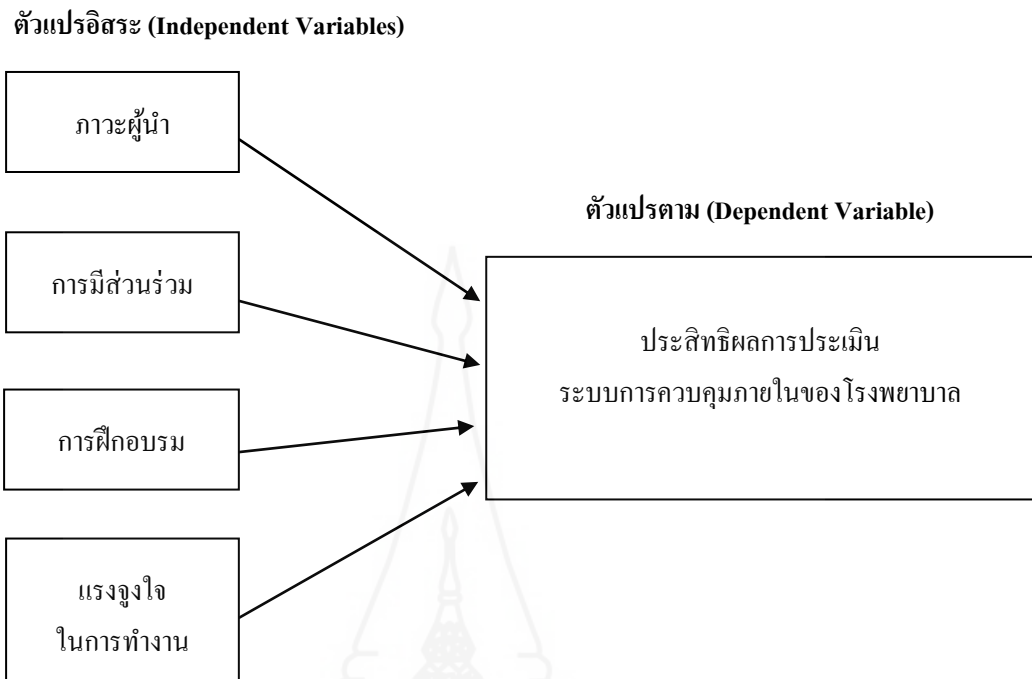 ตัวแปรอิสระ (Independent Variables)
ภาวะผู้นำ
การมีส่วนร่วม
การฝึกอบรม
แรงจูงใจ
ในการทำงาน
ตัวแปรตาม (Dependent Variable)
ประสิทธิผลการประเมิน
ระบบการควบคุมภายในของโรงพยาบาล